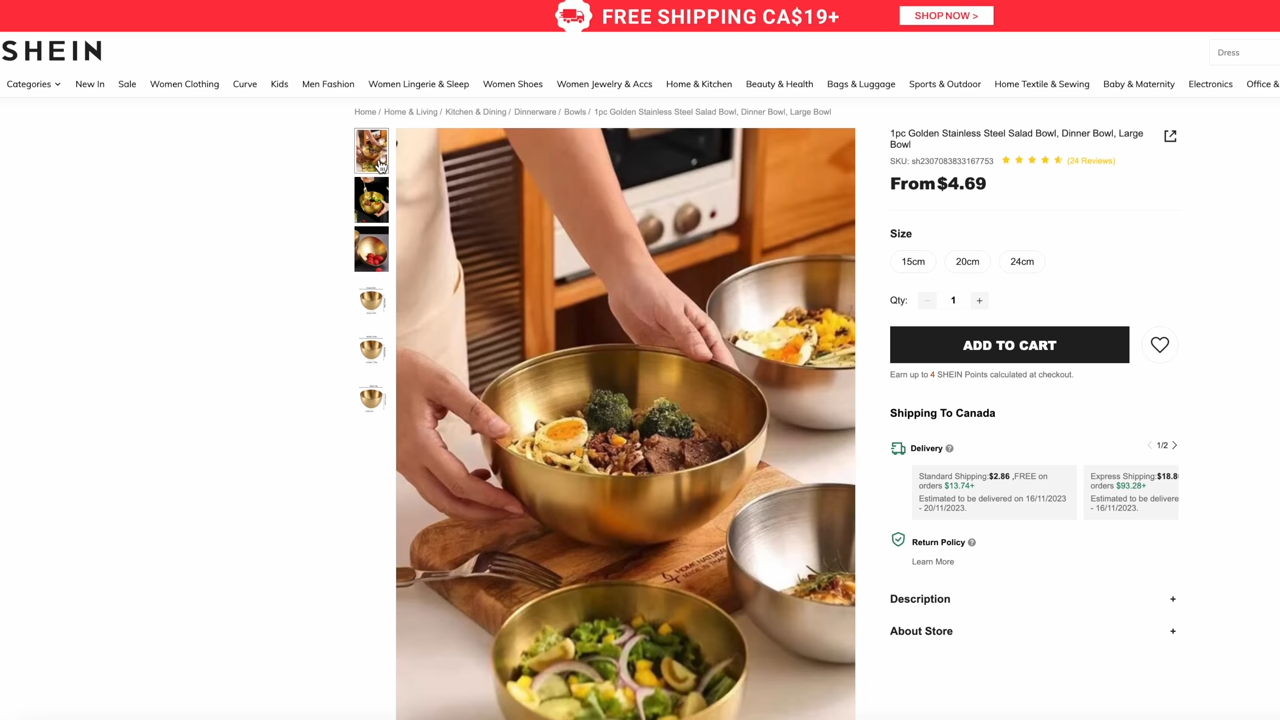 FREE SHIPPING CA$19+
SHOP NOW >
SHEIN
Dress
Categories
New In
Sale
Women Clothing
Curve
Kids
Men Fashion
Women Lingerie & Sleep
Women Shoes
Women Jewelry & Accs
Home & Kitchen
Beauty & Health
Bags & Luggage
Sports & Outdoor
Home Textile & Sewing
Baby & Maternity
Electronics
Office &
Home / Home & Living / Kitchen & Dining / Dinnerware / Bowls / 1pc Golden Stainless Steel Salad Bowl, Dinner Bowl, Large Bowl
1pc Golden Stainless Steel Salad Bowl, Dinner Bowl, Large
Bowl
SKU: sh2307083833167753
(24 Reviews)
From $4.69
Size
15cm
20cm
24cm
Qty:
−
1
+
ADD TO CART
Earn up to 4 SHEIN Points calculated at checkout.
Shipping To Canada
Delivery ?
1/2
Standard Shipping:$2.86 ,FREE on
orders $13.74+
Estimated to be delivered on 16/11/2023
- 20/11/2023.
Express Shipping:$18.8
orders $93.28+
Estimated to be delivere
- 16/11/2023.
Return Policy ?
Learn More
Description +
About Store +
HOME NATURA